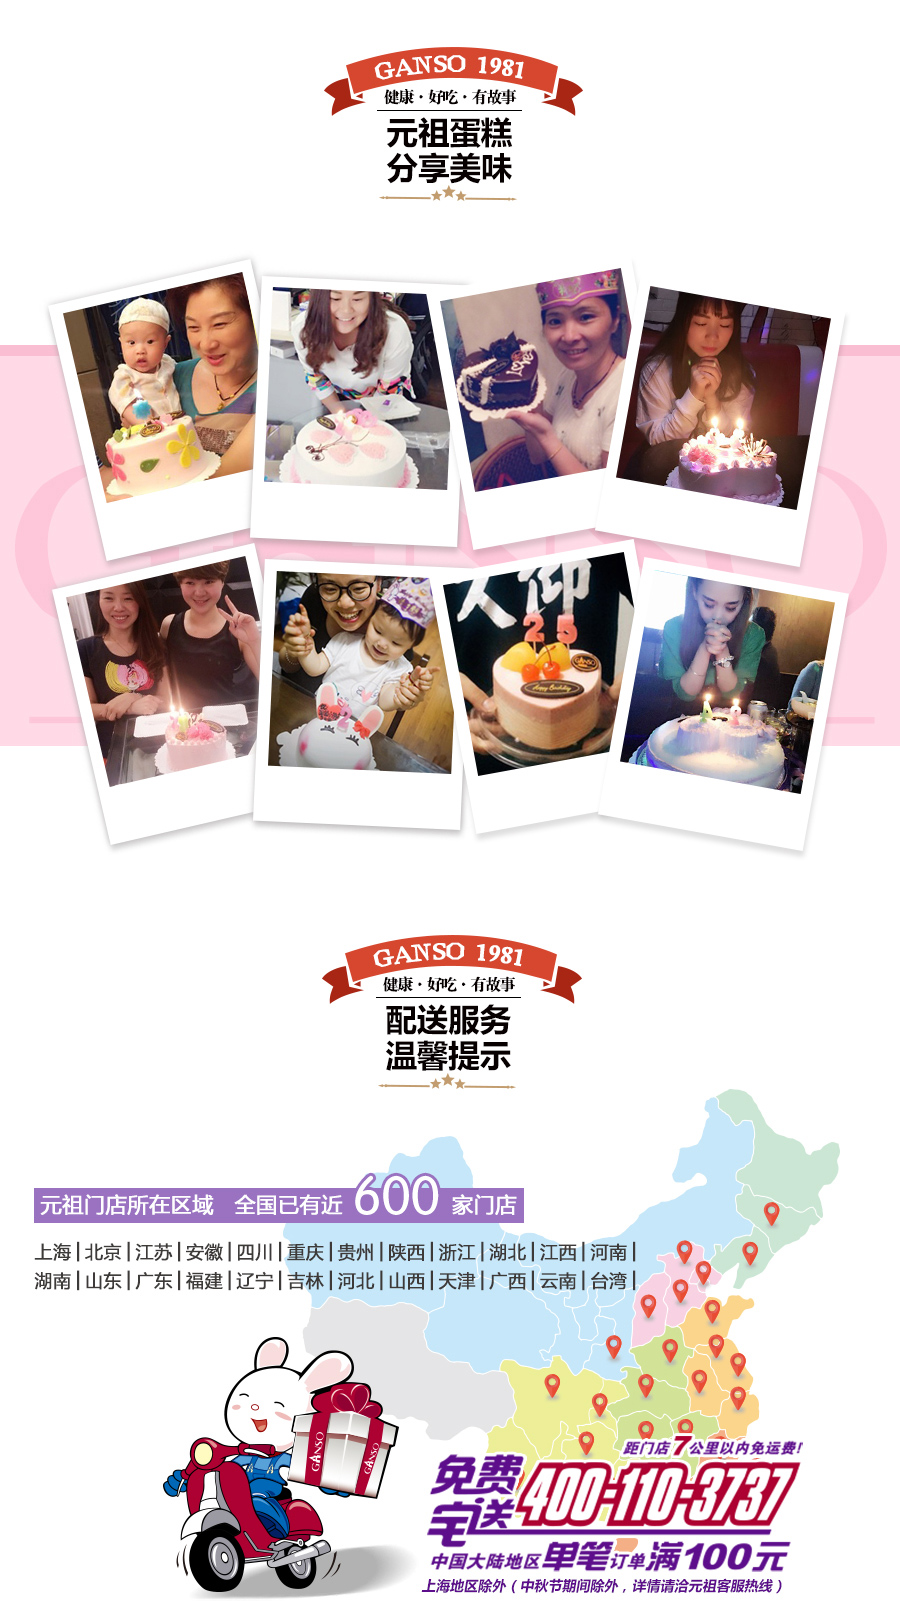 GANSO 1981
健康·好吃·有故事
元祖蛋糕
分享美味
Love
大仰
25
GANSO
Happy Birthday
GANSO 1981
健康·好吃·有故事
配送服务
温馨提示
元祖门店所在区域 全国已有近 600 家门店
上海|北京|江苏|安徽|四川|重庆|贵州|陕西|浙江|湖北|江西|河南|
湖南|山东|广东|福建|辽宁|吉林|河北|山西|天津|广西|云南|台湾|
GANSO
GANSO
距门店7公里以内免运费!
免费
宅送
400-110-3737
中国大陆地区单笔订单满100元
上海地区除外(中秋节期间除外,详情请洽元祖客服热线)